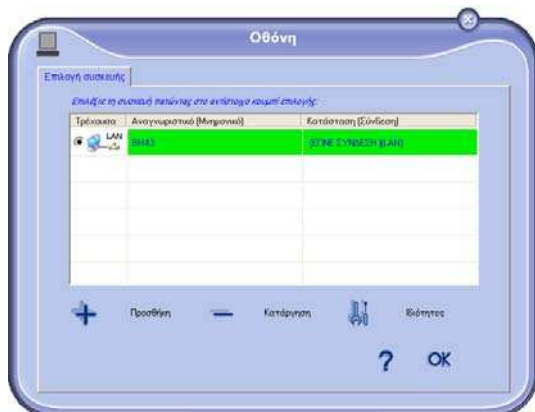 Οθόνη
Επιλογή συσκευής
Επιλέξτε τη συσκευή πατώντας στο αντίστοιχο κουμπί επιλογής:
Τρέχουσα Αναγνωριστικό (Μνημονικό) Κατάσταση (Σύνδεση)
LAN BH43 (ΕΓΙΝΕ ΣΥΝΔΕΣΗ )(LAN)
Προσθήκη Κατάργηση Ιδιότητες
? OK